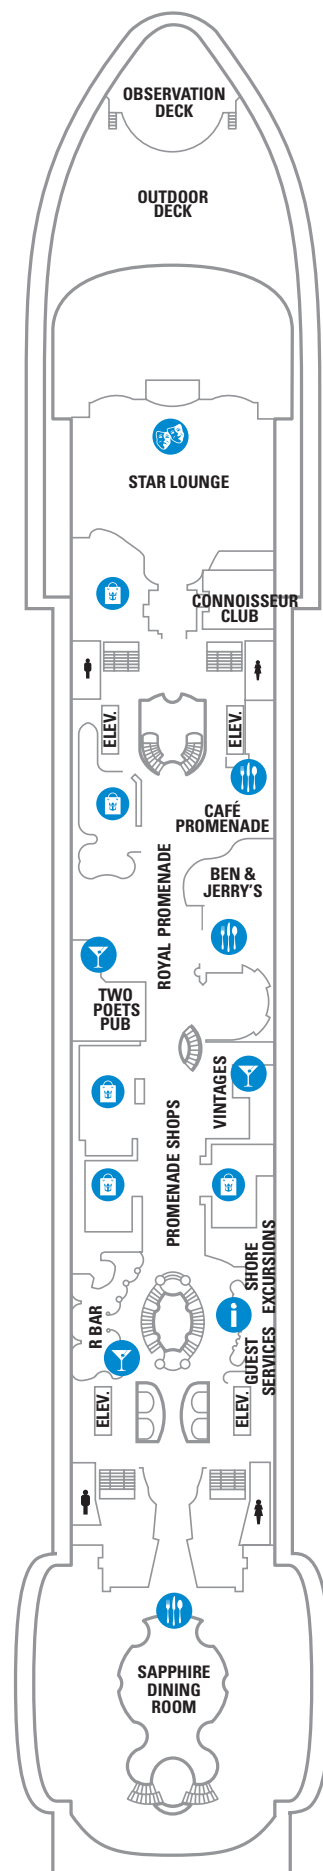 OBSERVATION
DECK
OUTDOOR
DECK
STAR LOUNGE
CONNOISSEUR
CLUB
ELEV.
ELEV.
CAFÉ
PROMENADE
ROYAL PROMENADE
BEN &
JERRY'S
TWO
POETS
PUB
VINTAGES
PROMENADE SHOPS
SHORE
EXCURSIONS
R BAR
GUEST
SERVICES
ELEV.
ELEV.
SAPPHIRE
DINING
ROOM